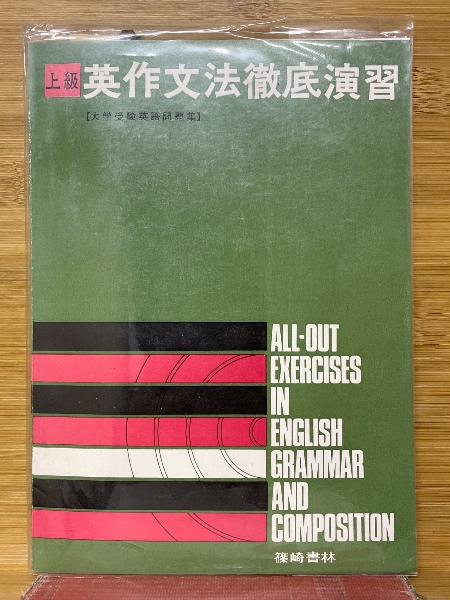 上級 英作文法徹底演習
【大学受験英語問題集】
ALL-OUT
EXERCISES
IN
ENGLISH
GRAMMAR
AND
COMPOSITION
篠崎書林